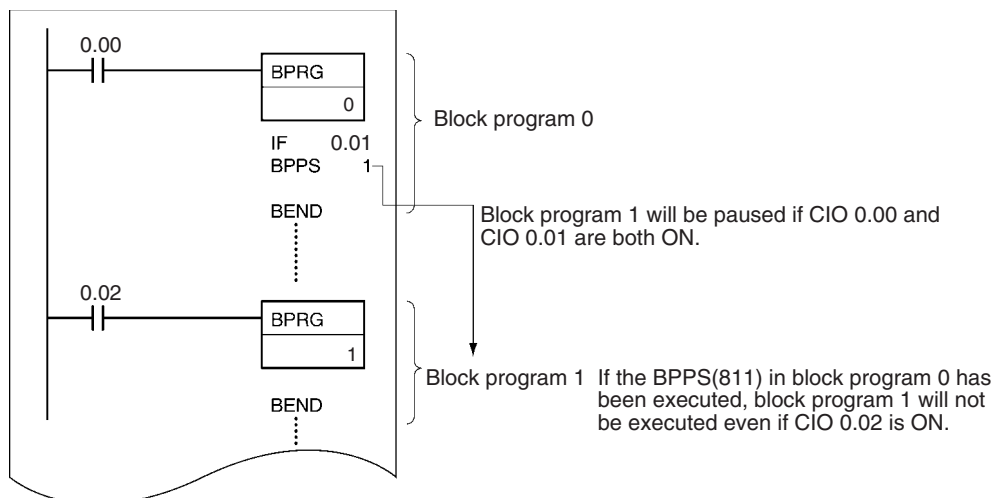 0.00
BPRG
0
Block program 0
IF 0.01
BPPS 1
BEND
Block program 1 will be paused if CIO 0.00 and
CIO 0.01 are both ON.
0.02
BPRG
1
Block program 1
If the BPPS(811) in block program 0 has
been executed, block program 1 will not
be executed even if CIO 0.02 is ON.
BEND